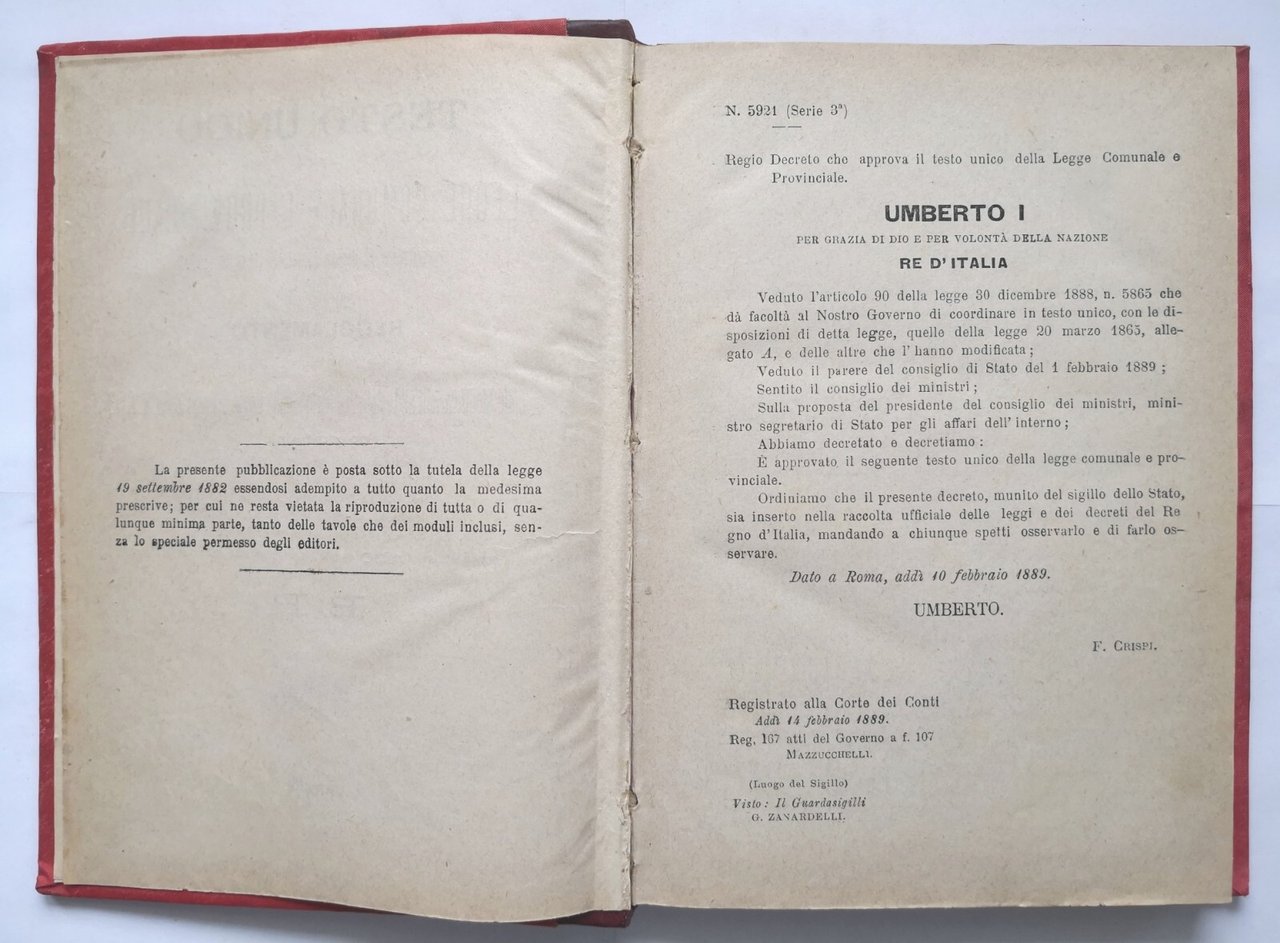 La presente pubblicazione è posta sotto la tutela della legge
19 settembre 1882 essendosi adempito a tutto quanto la medesima
prescrive; per cui ne resta vietata la riproduzione di tutta o di qua-
lunque minima parte, tanto delle tavole che dei moduli inclusi, sen-
za lo speciale permesso degli editori.
N. 5921 (Serie 3ª)
Regio Decreto che approva il testo unico della Legge Comunale e
Provinciale.
UMBERTO I
PER GRAZIA DI DIO E PER VOLONTÀ DELLA NAZIONE
RE D'ITALIA
Veduto l'articolo 90 della legge 30 dicembre 1888, n. 5865 che
dà facoltà al Nostro Governo di coordinare in testo unico, con le di-
sposizioni di detta legge, quelle della legge 20 marzo 1865, alle-
gato A, e delle altre che l'hanno modificata;
Veduto il parere del consiglio di Stato del 1 febbraio 1889;
Sentito il consiglio dei ministri;
Sulla proposta del presidente del consiglio dei ministri, mini-
stro segretario di Stato per gli affari dell'interno;
Abbiamo decretato e decretiamo:
È approvato il seguente testo unico della legge comunale e pro-
vinciale.
Ordiniamo che il presente decreto, munito del sigillo dello Stato,
sia inserto nella raccolta ufficiale delle leggi e dei decreti del Re
gno d'Italia, mandando a chiunque spetti osservarlo e di farlo os-
servare.
Dato a Roma, addì 10 febbraio 1889.
UMBERTO.
F. CRISPI.
Registrato alla Corte dei Conti
Addì 14 febbraio 1889.
Reg, 167 atti del Governo a f. 107
MAZZUCCHELLI.
(Luogo del Sigillo)
Visto: Il Guardasigilli
G. ZANARDELLI.